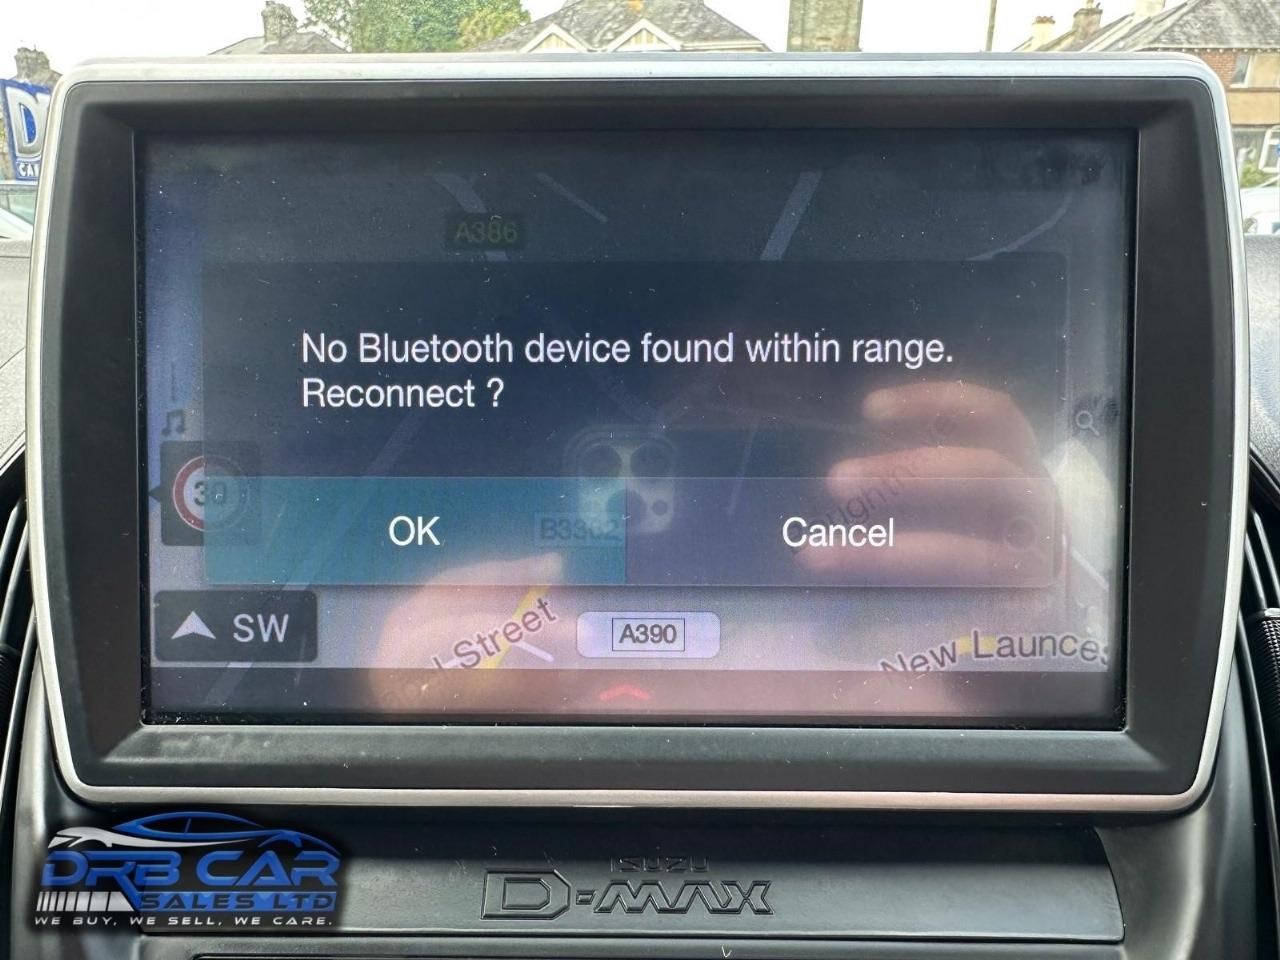 A386
No Bluetooth device found within range.
Reconnect ?
30
OK
Cancel
SW
Street
A390
New Launces
ISUZU
D-MAX
DRB CAR
SALES LTD
WE BUY, WE SELL, WE CARE.